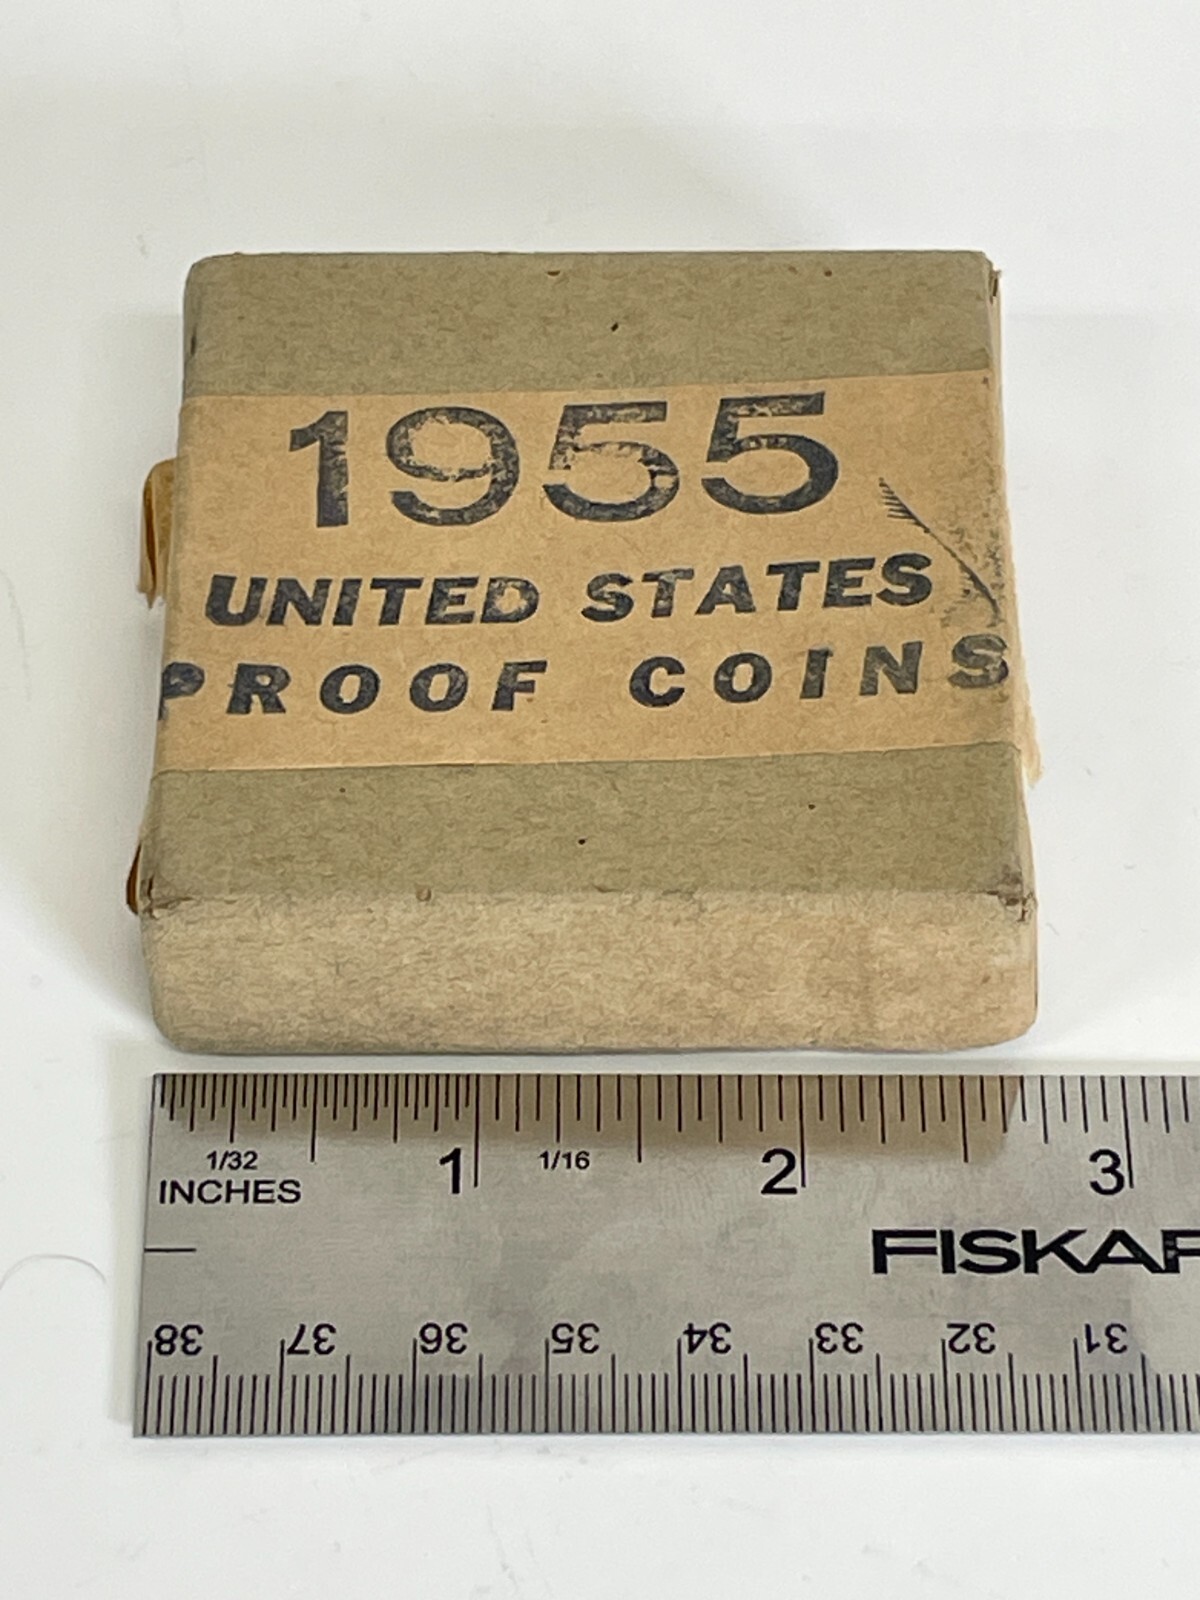 1955
UNITED STATES
PROOF COINS
1 2 3
1/32 1/16
INCHES
FISKAR
38 37 36 35 34 33 32 31